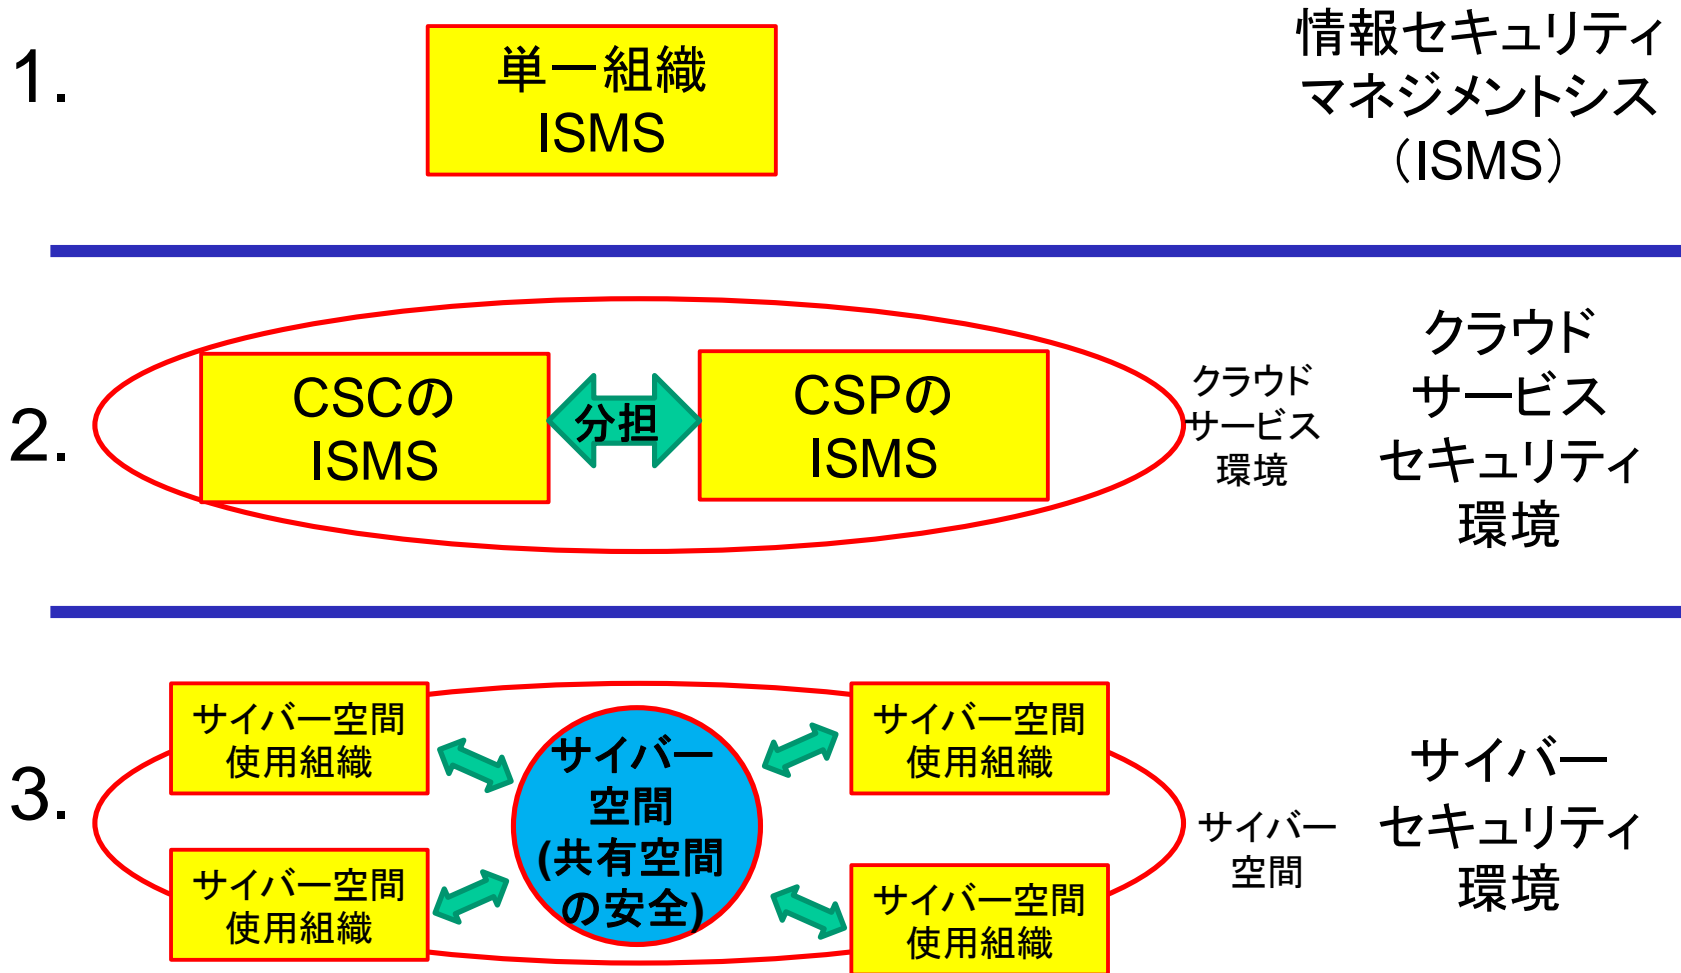 1.
単一組織
ISMS
情報セキュリティ
マネジメントシス
（ISMS）
2.
CSCの
ISMS
分担
CSPの
ISMS
クラウド
サービス
環境
クラウド
サービス
セキュリティ
環境
3.
サイバー空間
使用組織
サイバー空間
使用組織
サイバー
空間
(共有空間
の安全)
サイバー空間
使用組織
サイバー空間
使用組織
サイバー
空間
サイバー
セキュリティ
環境